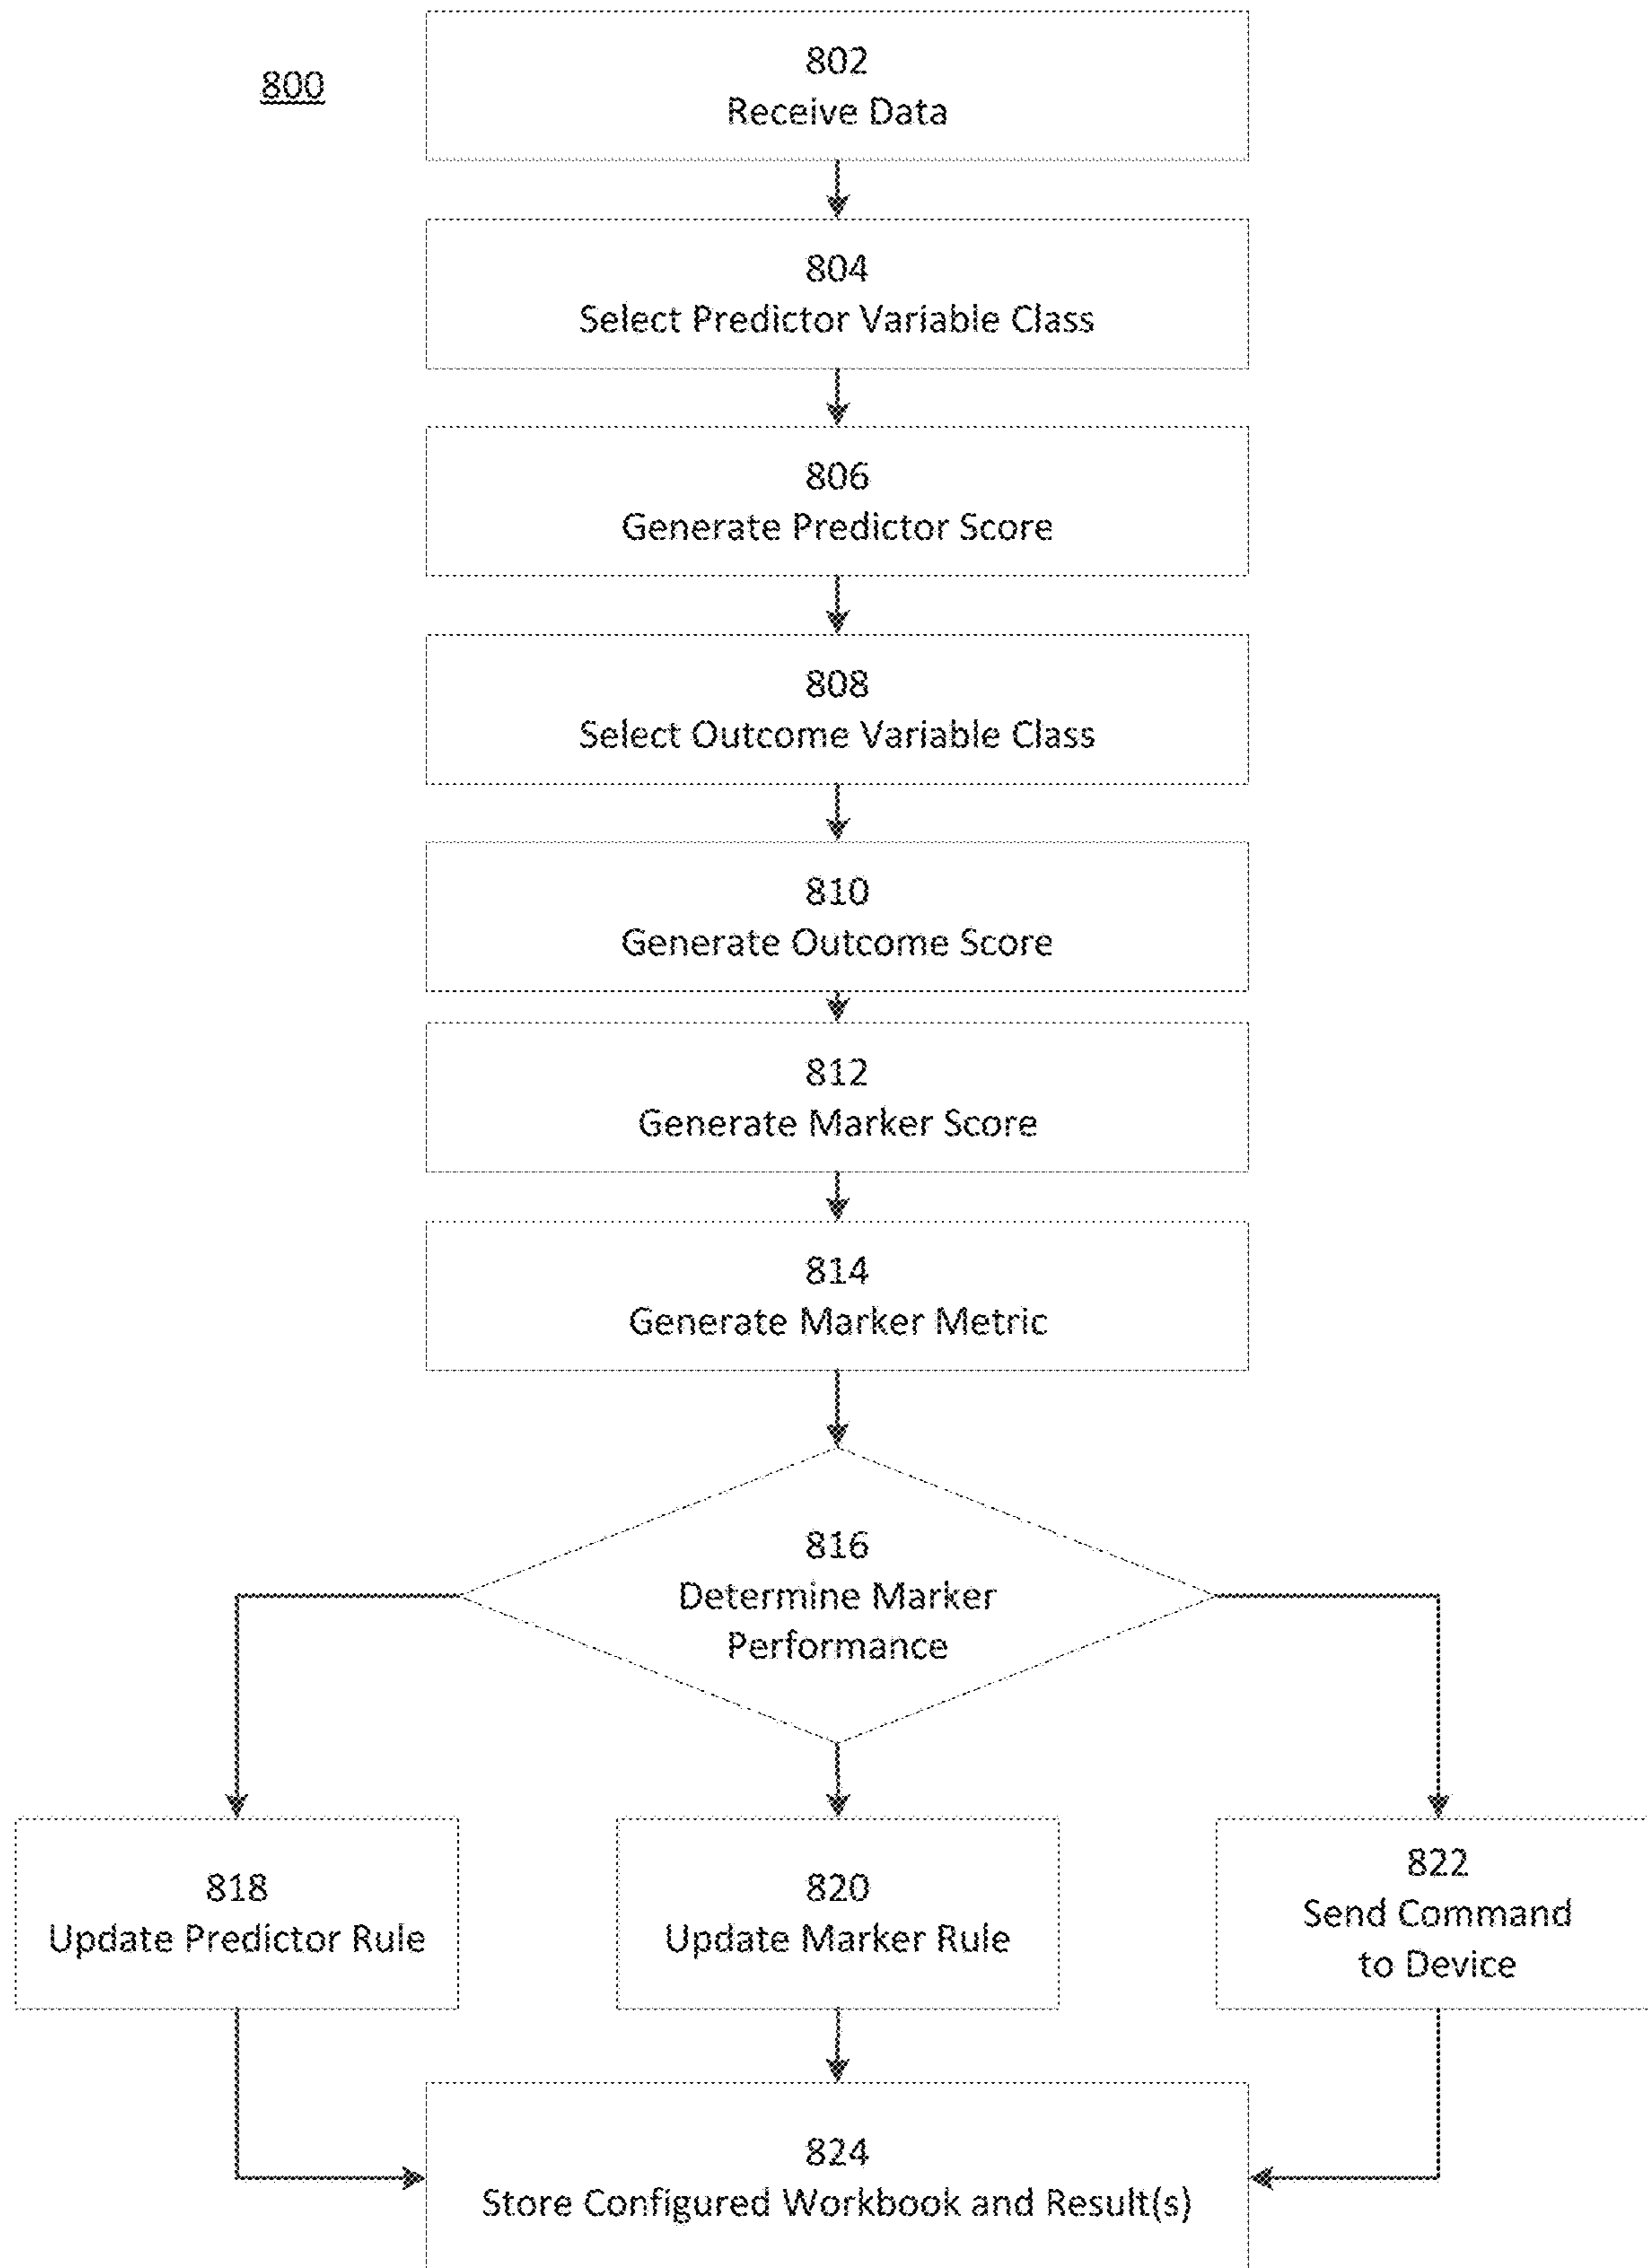 800
802
Receive Data
804
Select Predictor Variable Class
806
Generate Predictor Score
808
Select Outcome Variable Class
810
Generate Outcome Score
812
Generate Marker Score
814
Generate Marker Metric
816
Determine Marker
Performance
818
Update Predictor Rule
820
Update Marker Rule
822
Send Command
to Device
824
Store Configured Workbook and Result(s)